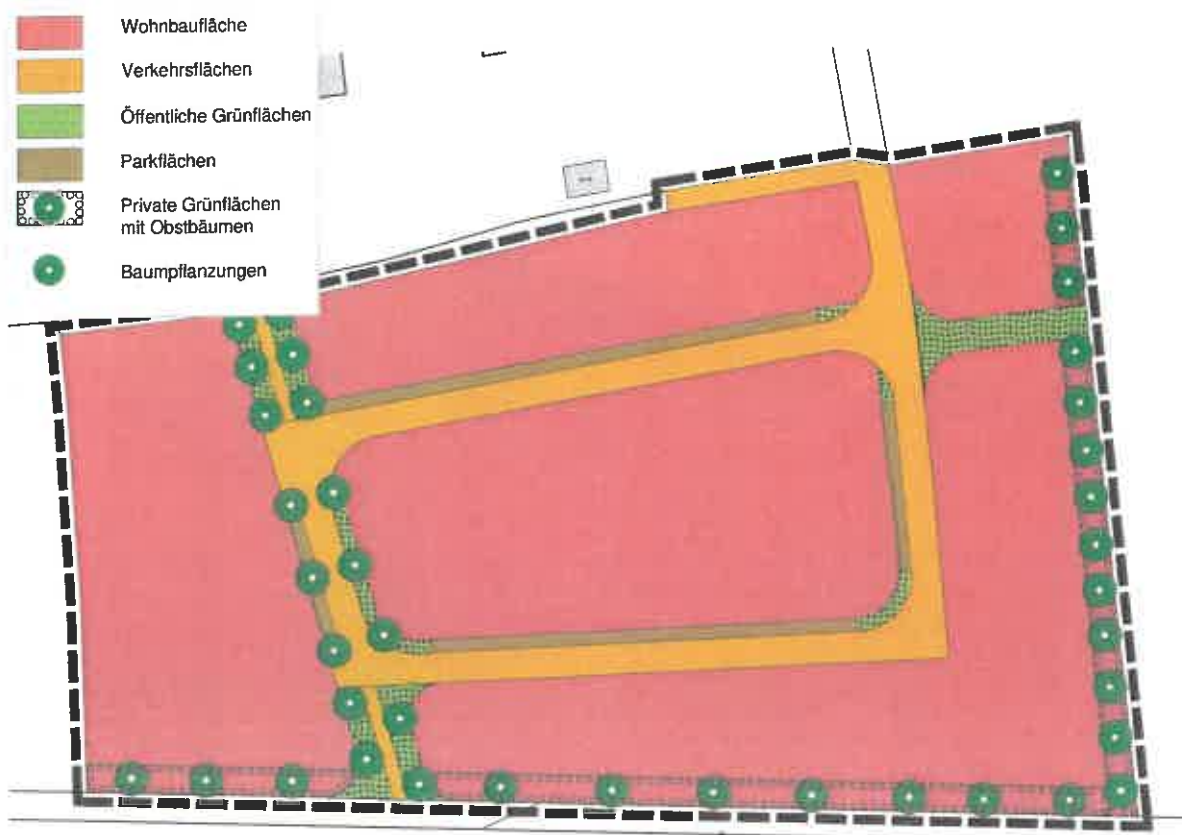 Wohnbaufläche
Verkehrsflächen
Öffentliche Grünflächen
Parkflächen
Private Grünflächen
mit Obstbäumen
Baumpflanzungen